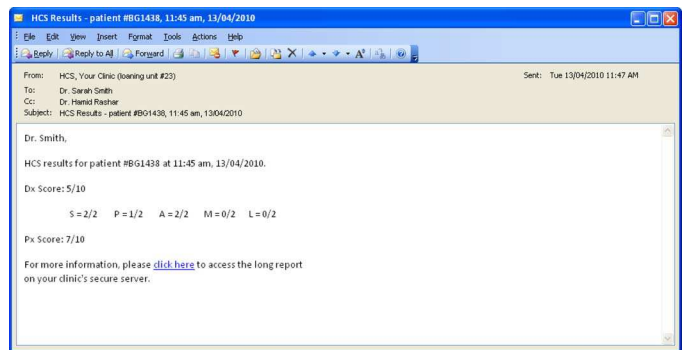 HCS Results - patient #BG1438, 11:45 am, 13/04/2010
File Edit View Insert Format Tools Actions Help
Reply Reply to All Forward
From: HCS, Your Clinic (loaning unit #23) Sent: Tue 13/04/2010 11:47 AM
To: Dr. Sarah Smith
Cc: Dr. Hamid Rashar
Subject: HCS Results - patient #BG1438, 11:45 am, 13/04/2010
Dr. Smith,
HCS results for patient #BG1438 at 11:45 am, 13/04/2010.
Dx Score: 5/10
S = 2/2 P = 1/2 A = 2/2 M = 0/2 L = 0/2
Px Score: 7/10
For more information, please click here to access the long report
on your clinic's secure server.